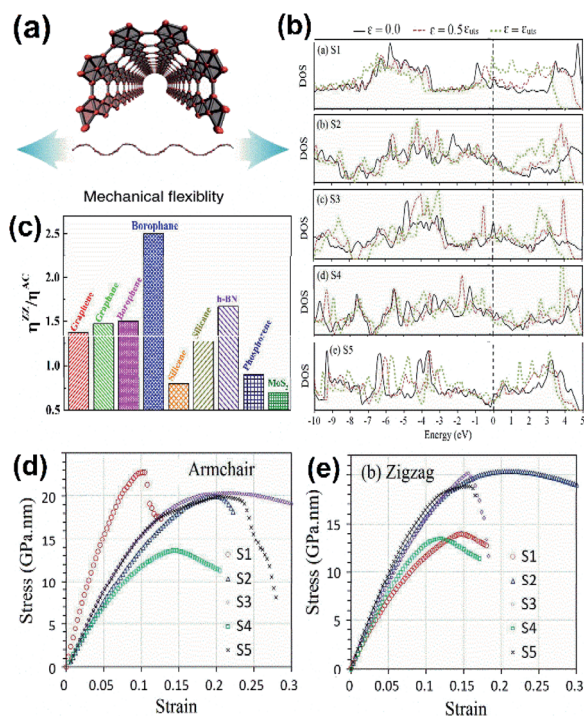 (a)
Mechanical flexiblity
(b)
ε = 0.0 ε = 0.5 εuts ε = εuts
(a) S1
DOS
(b) S2
DOS
(c) S3
DOS
(d) S4
DOS
(e) S5
DOS
-10 -9 -8 -7 -6 -5 -4 -3 -2 -1 0 1 2 3 4 5
Energy (eV)
(c)
η^ZZ/η^AC
2.5
2.0
1.5
1.0
0.5
Graphene
Graphane
Borophene
Borophane
Silicene
Silicane
h-BN
Phosphorene
MoS2
(d)
Armchair
Stress (GPa.nm)
20
15
10
5
0
S1
S2
S3
S4
S5
0 0.05 0.1 0.15 0.2 0.25 0.3
Strain
(e)
(b) Zigzag
Stress (GPa.nm)
20
15
10
5
0
S1
S2
S3
S4
S5
0 0.05 0.1 0.15 0.2 0.25 0.3
Strain